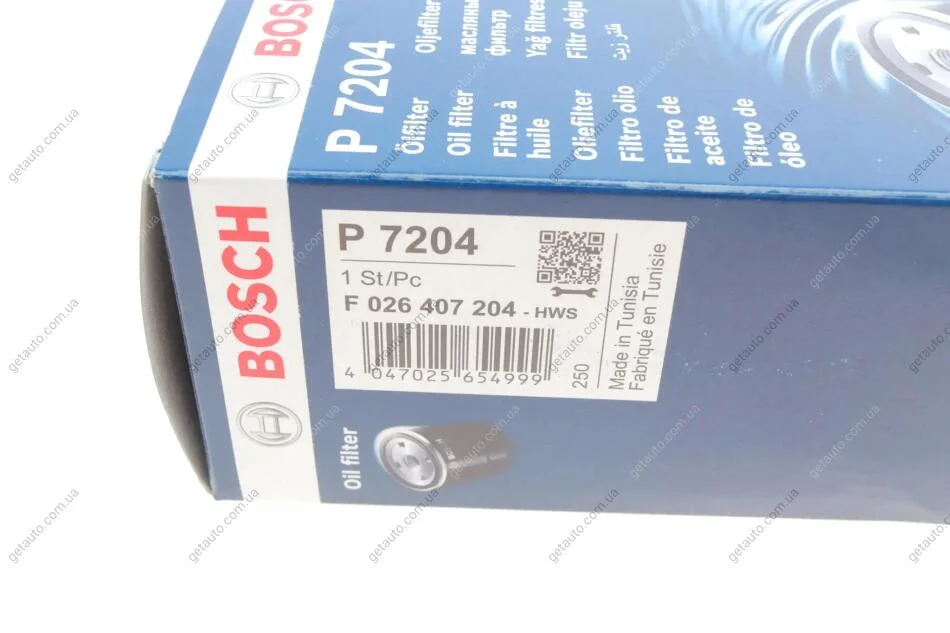 BOSCH
P 7204
Ölfilter
Oil filter
Filtre à
huile
Oliefilter
Filtro olio
Filtro de
aceite
Filtro de
óleo
Oljefilter
масляный
фильтр
Yağ filtresi
Filtr oleju
فلتر زيت
BOSCH
P 7204
1 St/Pc
F 026 407 204 - HWS
4 047025 654999
250
Made in Tunisia
Fabriqué en Tunisie
Oil filter
getauto.com.ua